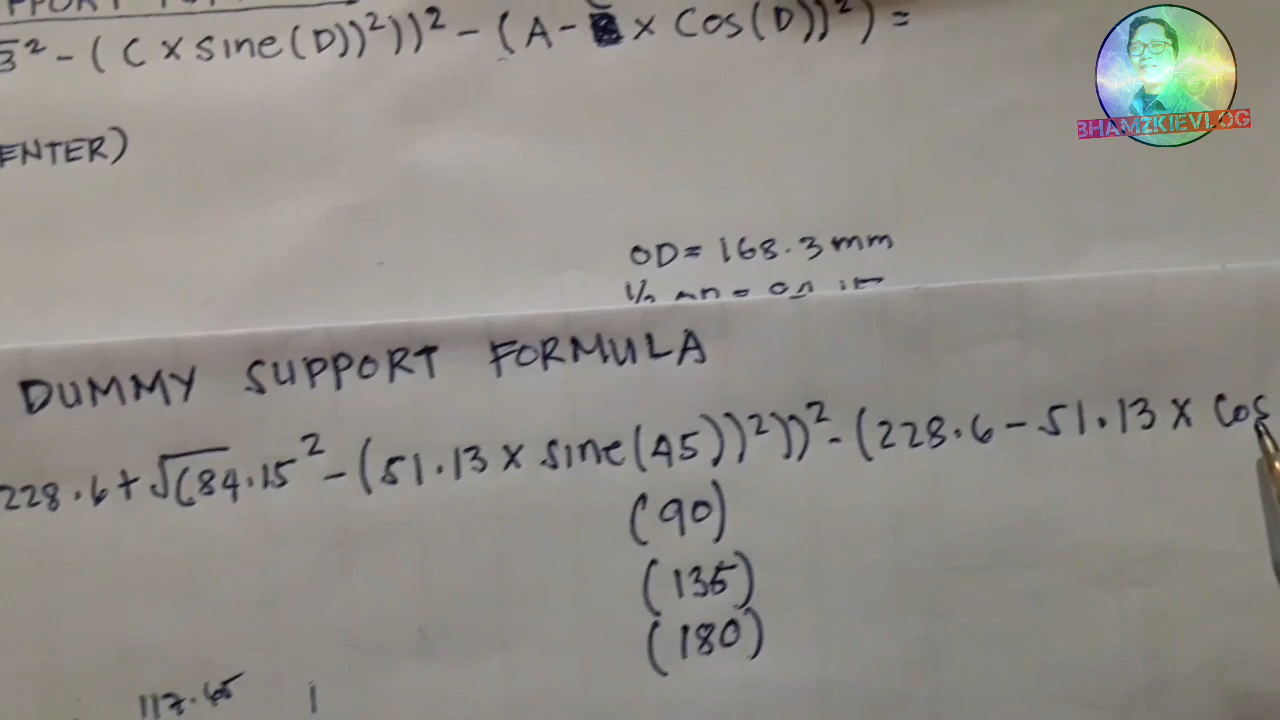 3² - (C x sine(D))²))² - (A - x Cos(D))²) =
ENTER)
OD = 168.3 mm
DUMMY SUPPORT FORMULA
228.6 + √(84.15² - (51.13 x sine(45))²))² - (228.6 - 51.13 x Cos
(90)
(135)
(180)
117.65
BHAMZKIEVLOG